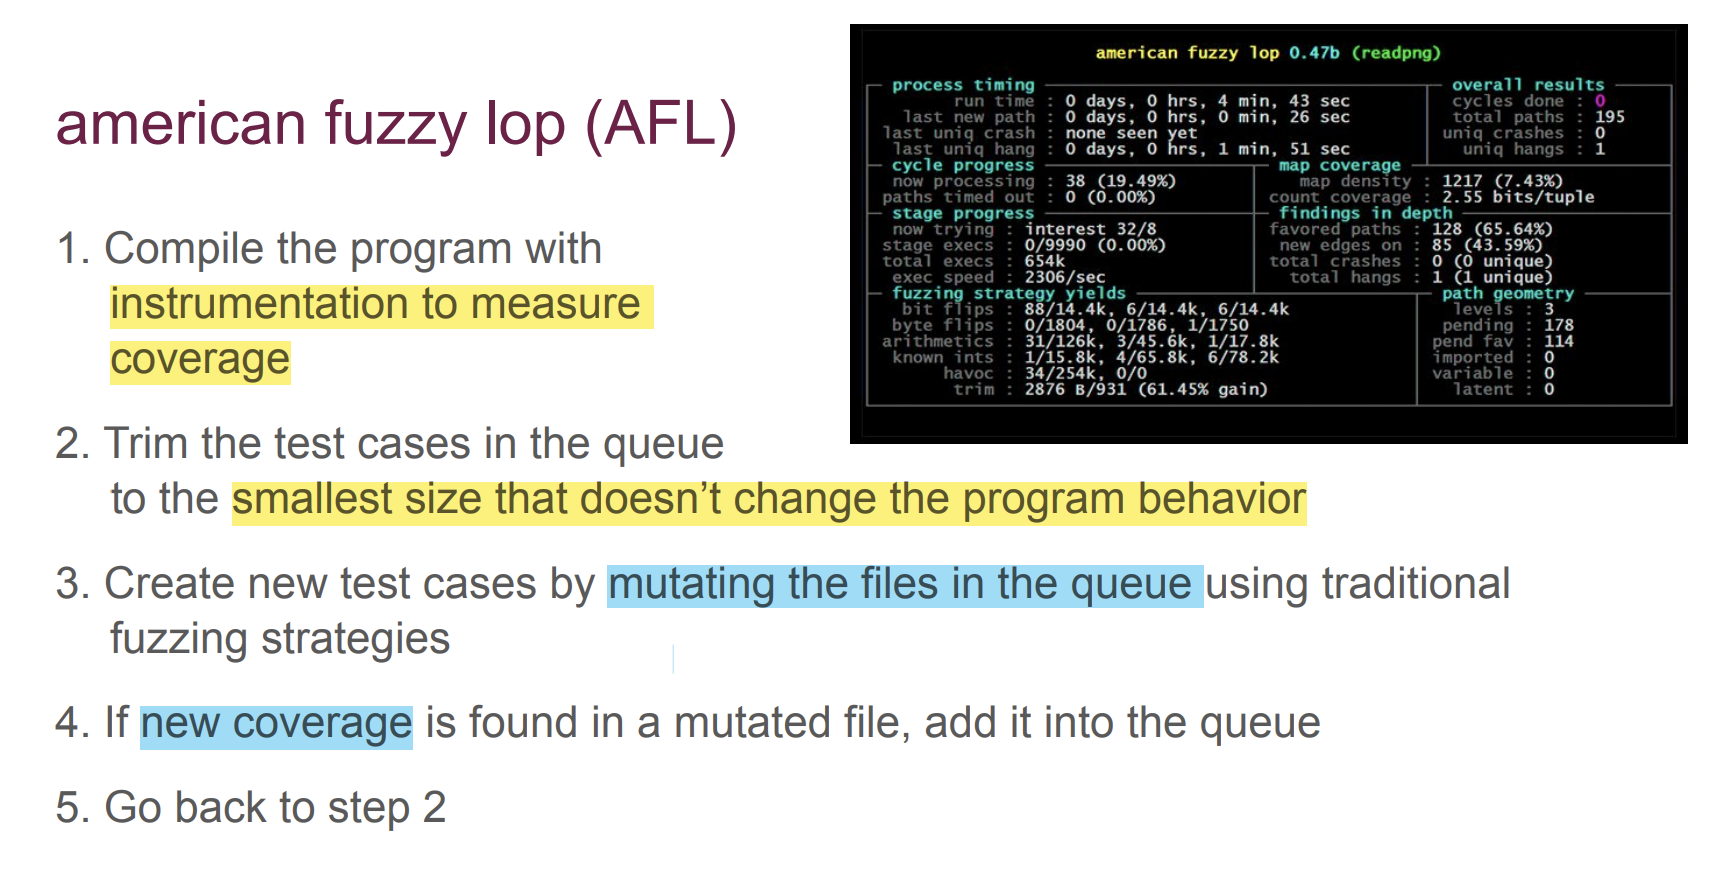 american fuzzy lop (AFL)
1. Compile the program with
instrumentation to measure
coverage
2. Trim the test cases in the queue
to the smallest size that doesn’t change the program behavior
3. Create new test cases by mutating the files in the queue using traditional
fuzzing strategies
4. If new coverage is found in a mutated file, add it into the queue
5. Go back to step 2
american fuzzy lop 0.47b (readpng)
process timing
run time : 0 days, 0 hrs, 4 min, 43 sec
last new path : 0 days, 0 hrs, 0 min, 26 sec
last uniq crash : none seen yet
last uniq hang : 0 days, 0 hrs, 1 min, 51 sec
overall results
cycles done : 0
total paths : 195
uniq crashes : 0
uniq hangs : 1
cycle progress
now processing : 38 (19.49%)
paths timed out : 0 (0.00%)
map coverage
map density : 1217 (7.43%)
count coverage : 2.55 bits/tuple
stage progress
now trying : interest 32/8
stage execs : 0/9990 (0.00%)
total execs : 654k
exec speed : 2306/sec
findings in depth
favored paths : 128 (65.64%)
new edges on : 85 (43.59%)
total crashes : 0 (0 unique)
total hangs : 1 (1 unique)
fuzzing strategy yields
bit flips : 88/14.4k, 6/14.4k, 6/14.4k
byte flips : 0/1804, 0/1786, 1/1750
arithmetics : 31/126k, 3/45.6k, 1/17.8k
known ints : 1/15.8k, 4/65.8k, 6/78.2k
havoc : 34/254k, 0/0
trim : 2876 B/931 (61.45% gain)
path geometry
levels : 3
pending : 178
pend fav : 114
imported : 0
variable : 0
latent : 0